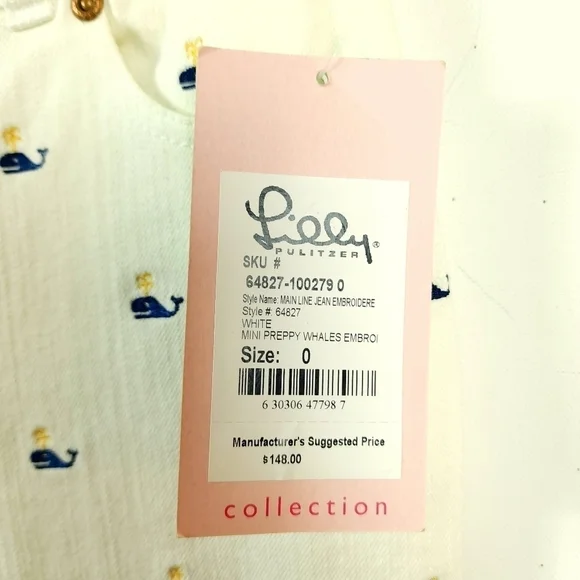 Lilly®
PULITZER
SKU #
64827-100279 0
Style Name: MAIN LINE JEAN EMBROIDERE
Style #: 64827
WHITE
MINI PREPPY WHALES EMBROI
Size: 0
6 30306 47798 7
Manufacturer's Suggested Price
$148.00
collection